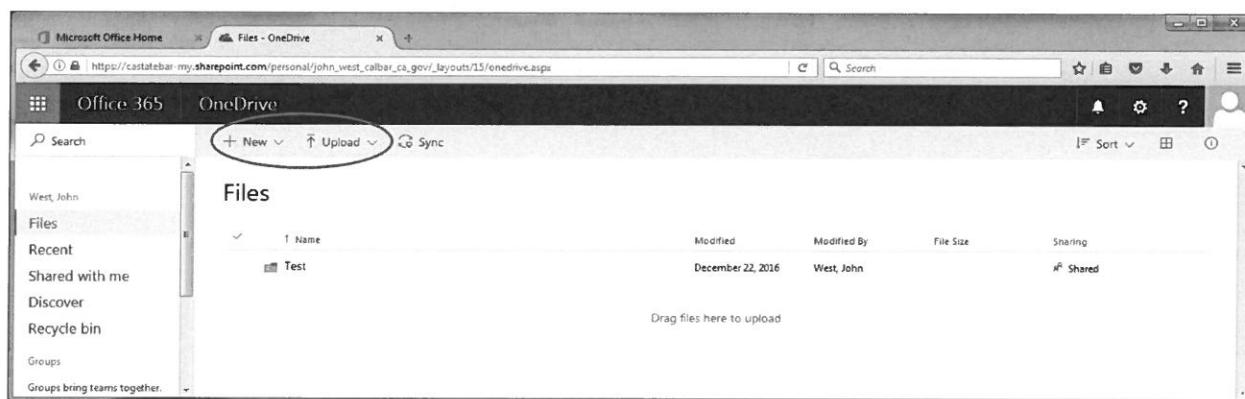 Microsoft Office Home
Files - OneDrive
https://castatebar-my.sharepoint.com/personal/john_west_calbar_ca_gov/_layouts/15/onedrive.aspx
Search
Office 365 OneDrive
?
Search
New Upload Sync
Sort
West, John
Files
Recent
Shared with me
Discover
Recycle bin
Groups
Groups bring teams together.
Files
Name Modified Modified By File Size Sharing
Test December 22, 2016 West, John Shared
Drag files here to upload